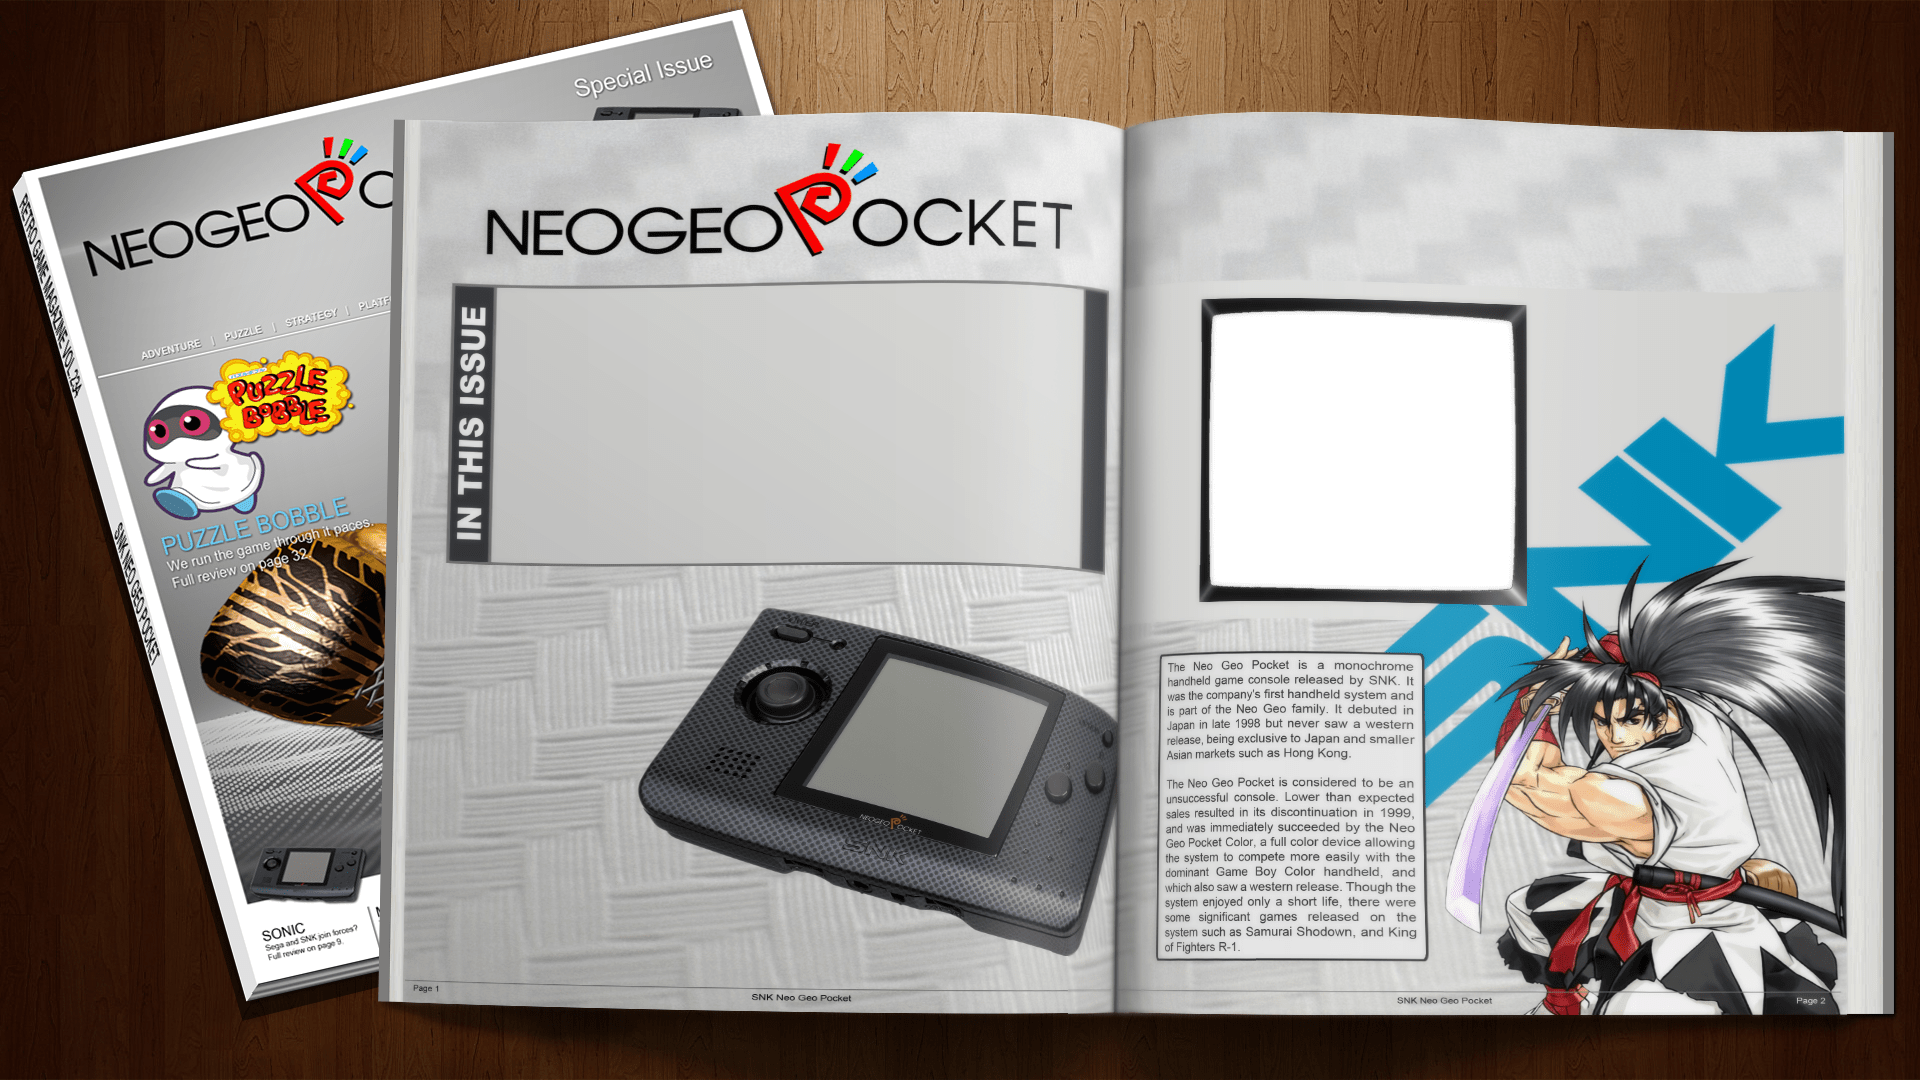 Special Issue
NEOGEO PO
RETRO GAME MAGAZINE VOL. 234
SNK NEO GEO POCKET
ADVENTURE | PUZZLE | STRATEGY | PLATF
PUZZLE
BOBBLE
PUZZLE BOBBLE
We run the game through it paces.
Full review on page 32.
SONIC
Sega and SNK join forces?
Full review on page 9.
NEOGEO POCKET
IN THIS ISSUE
NEOGEO POCKET
SNK
Page 1
SNK Neo Geo Pocket
SNK
The Neo Geo Pocket is a monochrome
handheld game console released by SNK. It
was the company's first handheld system and
is part of the Neo Geo family. It debuted in
Japan in late 1998 but never saw a western
release, being exclusive to Japan and smaller
Asian markets such as Hong Kong.
The Neo Geo Pocket is considered to be an
unsuccessful console. Lower than expected
sales resulted in its discontinuation in 1999,
and was immediately succeeded by the Neo
Geo Pocket Color, a full color device allowing
the system to compete more easily with the
dominant Game Boy Color handheld, and
which also saw a western release. Though the
system enjoyed only a short life, there were
some significant games released on the
system such as Samurai Shodown, and King
of Fighters R-1.
SNK Neo Geo Pocket
Page 2